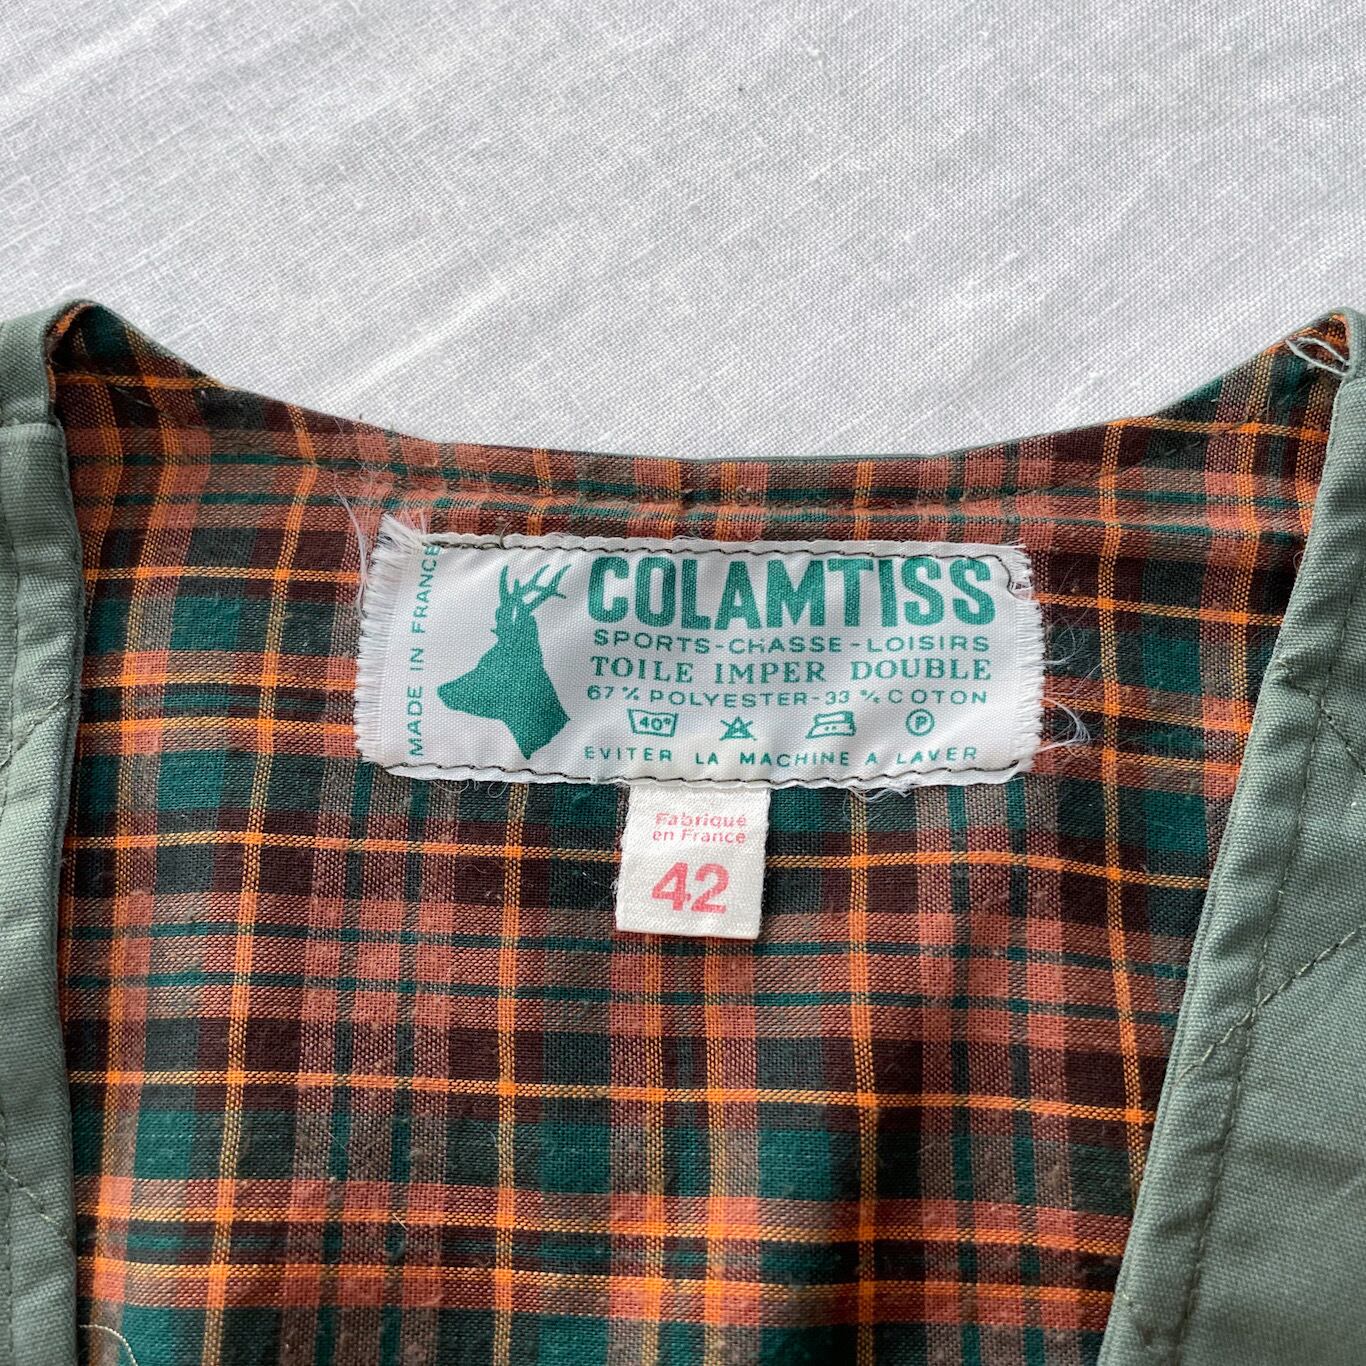 MADE IN FRANCE
COLAMTISS
SPORTS-CHASSE-LOISIRS
TOILE IMPER DOUBLE
67 % POLYESTER-33 % COTON
40° P
EVITER LA MACHINE A LAVER
Fabriqué
en France
42